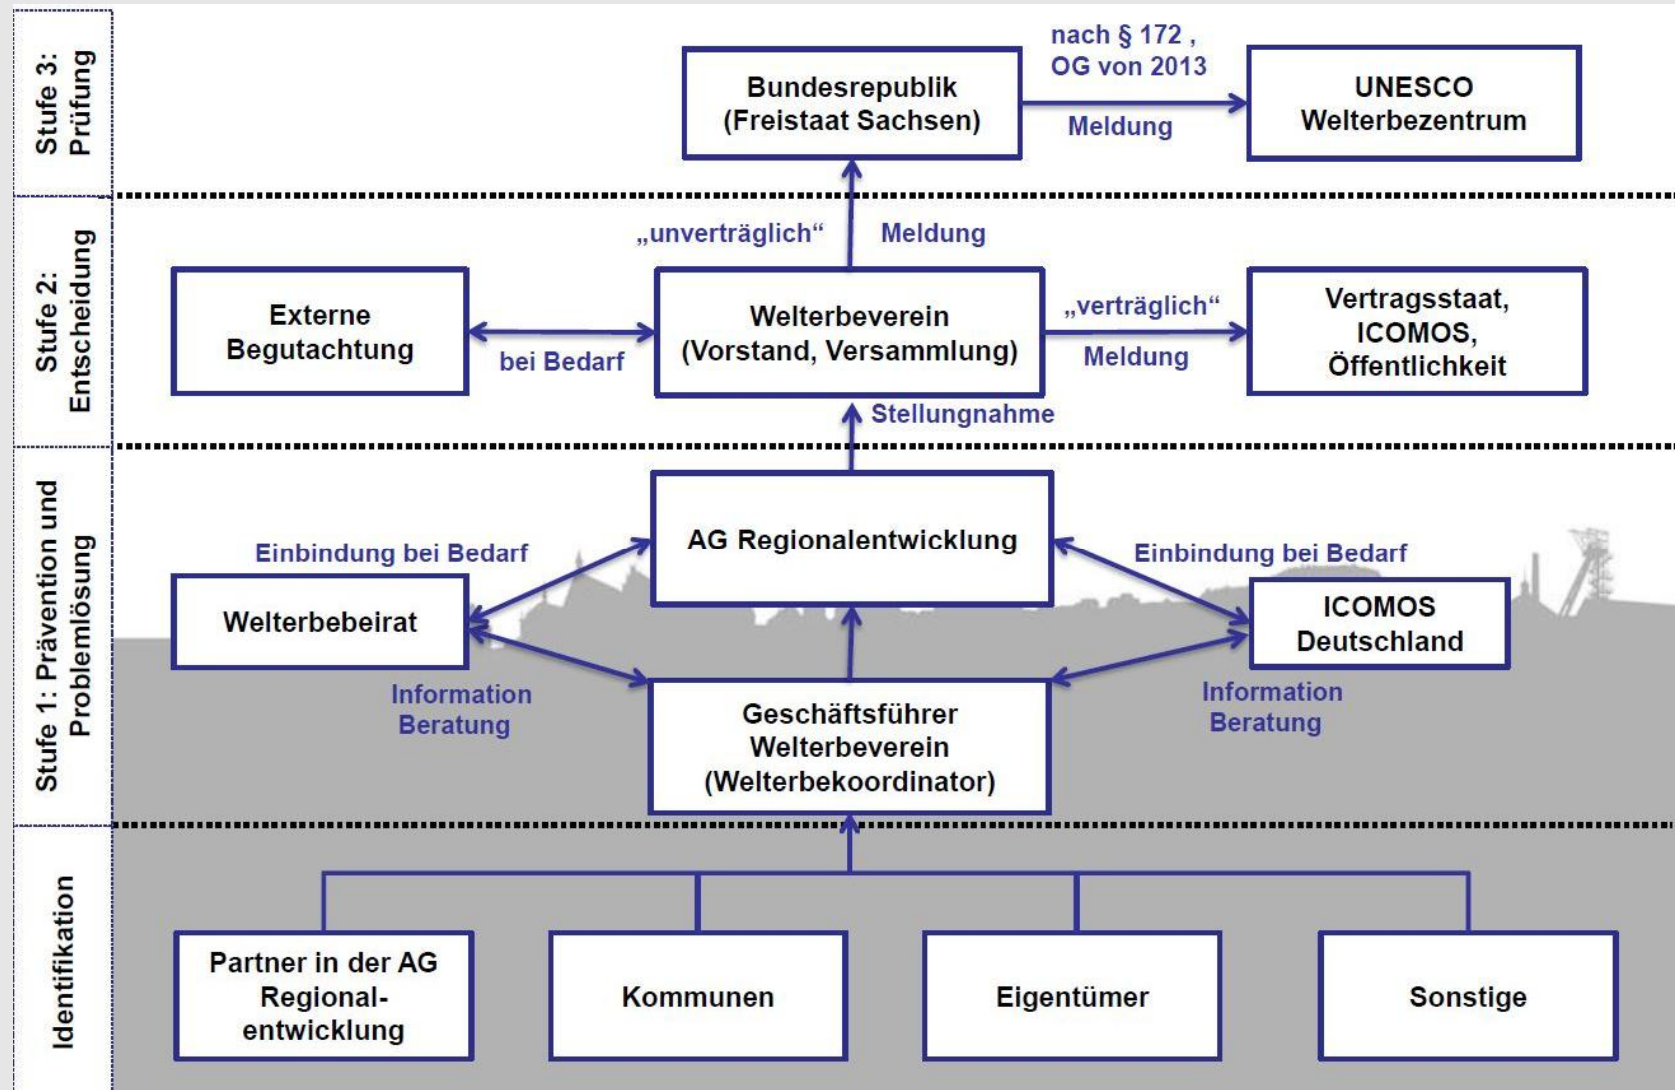 Stufe 3:
Prüfung
Bundesrepublik
(Freistaat Sachsen)
nach § 172 ,
OG von 2013
Meldung
UNESCO
Welterbezentrum
Stufe 2:
Entscheidung
„unverträglich“
Meldung
Externe
Begutachtung
bei Bedarf
Welterbeverein
(Vorstand, Versammlung)
„verträglich“
Meldung
Vertragsstaat,
ICOMOS,
Öffentlichkeit
Stellungnahme
Stufe 1: Prävention und
Problemlösung
AG Regionalentwicklung
Einbindung bei Bedarf
Einbindung bei Bedarf
Welterbebeirat
ICOMOS
Deutschland
Information
Beratung
Information
Beratung
Geschäftsführer
Welterbeverein
(Welterbekoordinator)
Identifikation
Partner in der AG
Regional-
entwicklung
Kommunen
Eigentümer
Sonstige